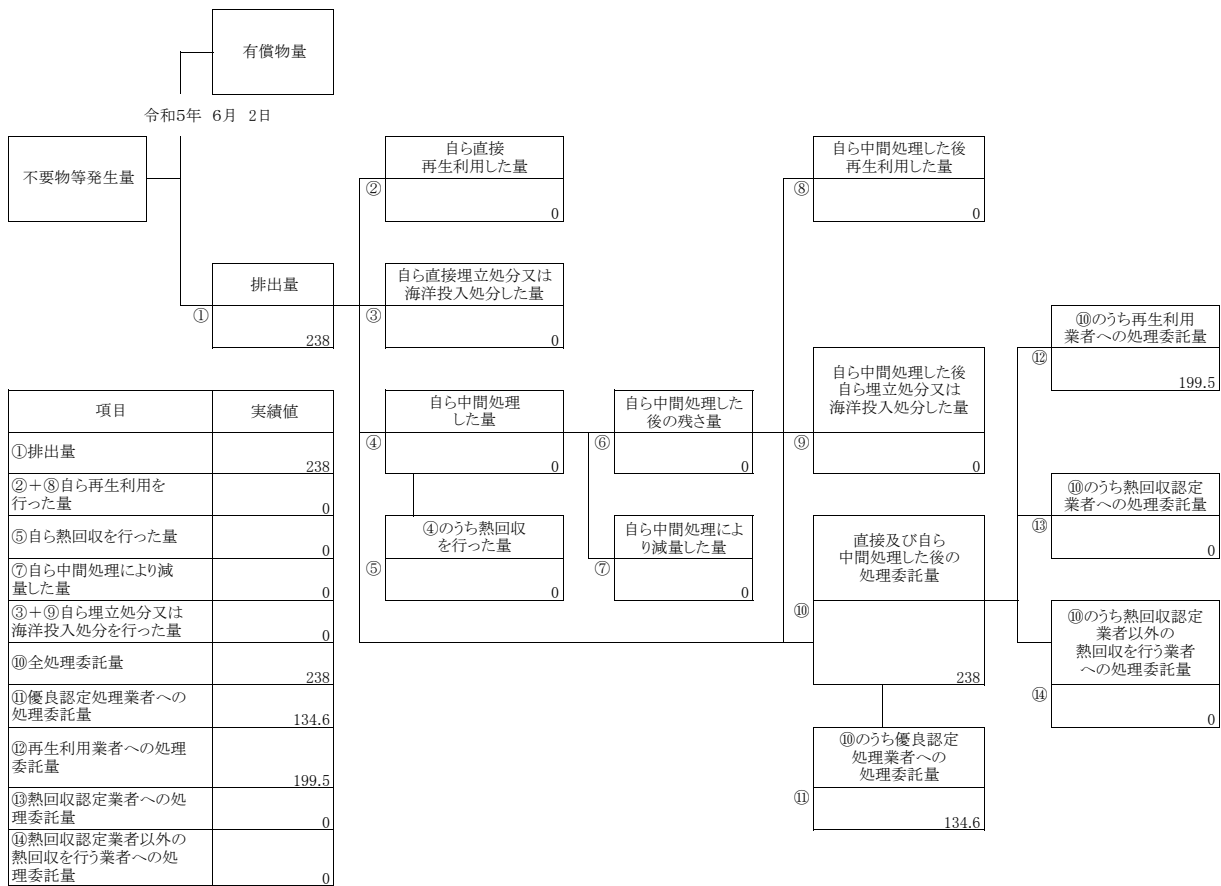 有償物量
令和5年 6月 2日
不要物等発生量
自ら直接
再生利用した量
②
0
自ら中間処理した後
再生利用した量
⑧
0
排出量
①
238
自ら直接埋立処分又は
海洋投入処分した量
③
0
⑩のうち再生利用
業者への処理委託量
⑫
199.5
自ら中間処理
した量
④
0
自ら中間処理した
後の残さ量
⑥
0
自ら中間処理した後
自ら埋立処分又は
海洋投入処分した量
⑨
0
⑩のうち熱回収認定
業者への処理委託量
⑬
0
④のうち熱回収
を行った量
⑤
0
自ら中間処理によ
り減量した量
⑦
0
直接及び自ら
中間処理した後の
処理委託量
⑩
238
⑩のうち熱回収認定
業者以外の
熱回収を行う業者
への処理委託量
⑭
0
⑩のうち優良認定
処理業者への
処理委託量
⑪
134.6
項目 実績値
①排出量
238
②+⑧自ら再生利用を
行った量
0
⑤自ら熱回収を行った量
0
⑦自ら中間処理により減
量した量
0
③+⑨自ら埋立処分又は
海洋投入処分を行った量
0
⑩全処理委託量
238
⑪優良認定処理業者への
処理委託量
134.6
⑫再生利用業者への処理
委託量
199.5
⑬熱回収認定業者への処
理委託量
0
⑭熱回収認定業者以外の
熱回収を行う業者への処
理委託量
0